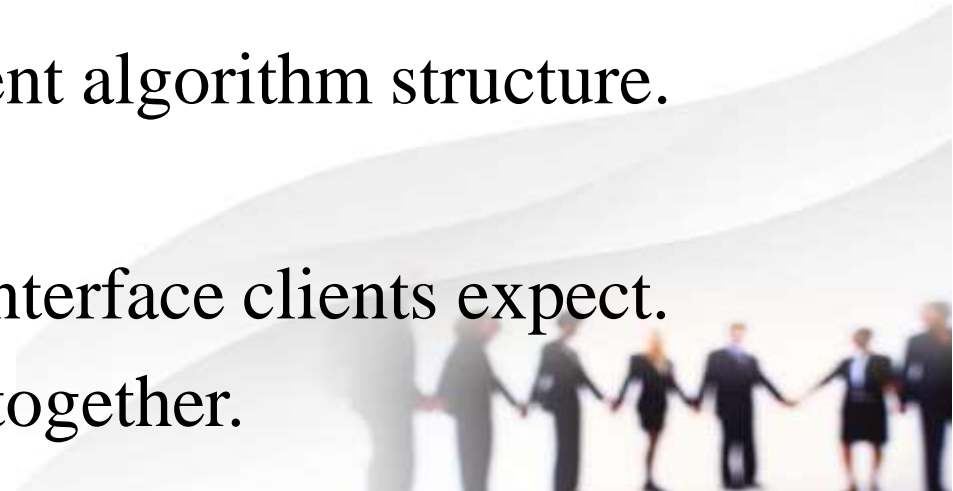 ent algorithm structure.
nterface clients expect.
together.